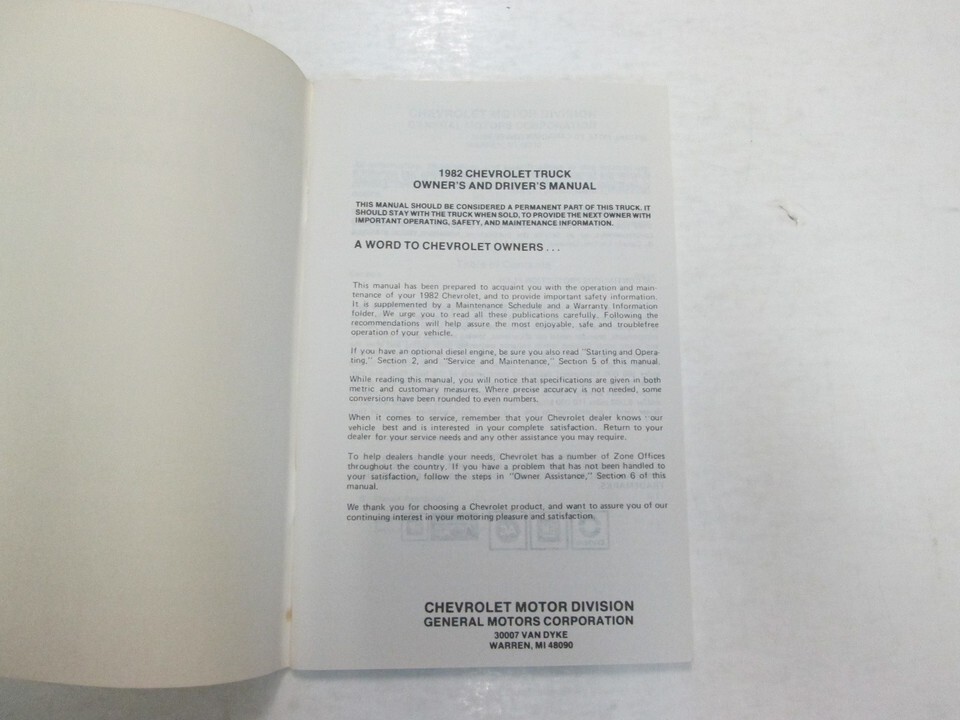 1982 CHEVROLET TRUCK
OWNER'S AND DRIVER'S MANUAL
THIS MANUAL SHOULD BE CONSIDERED A PERMANENT PART OF THIS TRUCK. IT
SHOULD STAY WITH THE TRUCK WHEN SOLD, TO PROVIDE THE NEXT OWNER WITH
IMPORTANT OPERATING, SAFETY, AND MAINTENANCE INFORMATION.
A WORD TO CHEVROLET OWNERS . . .
This manual has been prepared to acquaint you with the operation and main-
tenance of your 1982 Chevrolet, and to provide important safety information.
It is supplemented by a Maintenance Schedule and a Warranty Information
folder. We urge you to read all these publications carefully. Following the
recommendations will help assure the most enjoyable, safe and troublefree
operation of your vehicle.
If you have an optional diesel engine, be sure you also read "Starting and Opera-
ting," Section 2, and "Service and Maintenance," Section 5 of this manual.
While reading this manual, you will notice that specifications are given in both
metric and customary measures. Where precise accuracy is not needed, some
conversions have been rounded to even numbers.
When it comes to service, remember that your Chevrolet dealer knows your
vehicle best and is interested in your complete satisfaction. Return to your
dealer for your service needs and any other assistance you may require.
To help dealers handle your needs, Chevrolet has a number of Zone Offices
throughout the country. If you have a problem that has not been handled to
your satisfaction, follow the steps in "Owner Assistance," Section 6 of this
manual.
We thank you for choosing a Chevrolet product, and want to assure you of our
continuing interest in your motoring pleasure and satisfaction.
CHEVROLET MOTOR DIVISION
GENERAL MOTORS CORPORATION
30007 VAN DYKE
WARREN, MI 48090